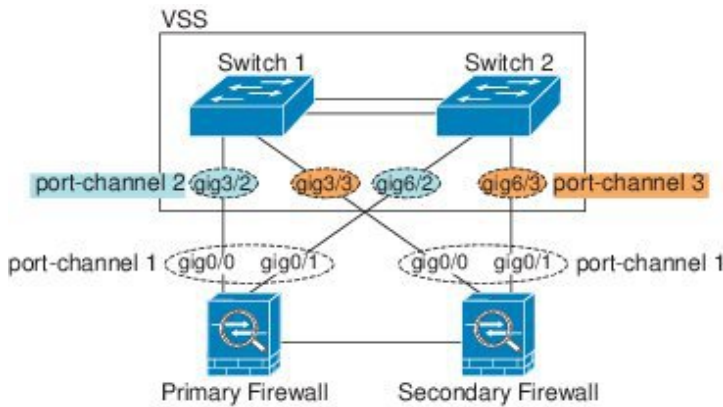 VSS
Switch 1
Switch 2
port-channel 2
gig3/2
gig3/3
gig6/2
gig6/3
port-channel 3
port-channel 1
gig0/0
gig0/1
gig0/0
gig0/1
port-channel 1
Primary Firewall
Secondary Firewall